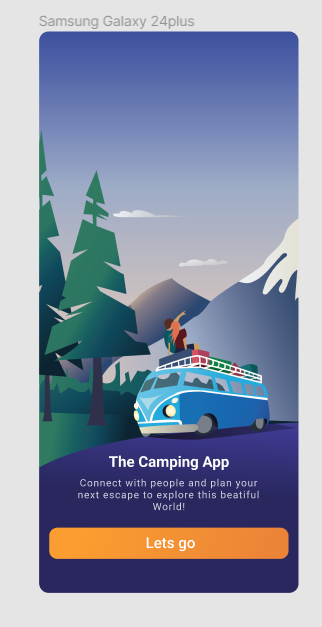 Samsung Galaxy 24plus
The Camping App
Connect with people and plan your
next escape to explore this beatiful
World!
Lets go